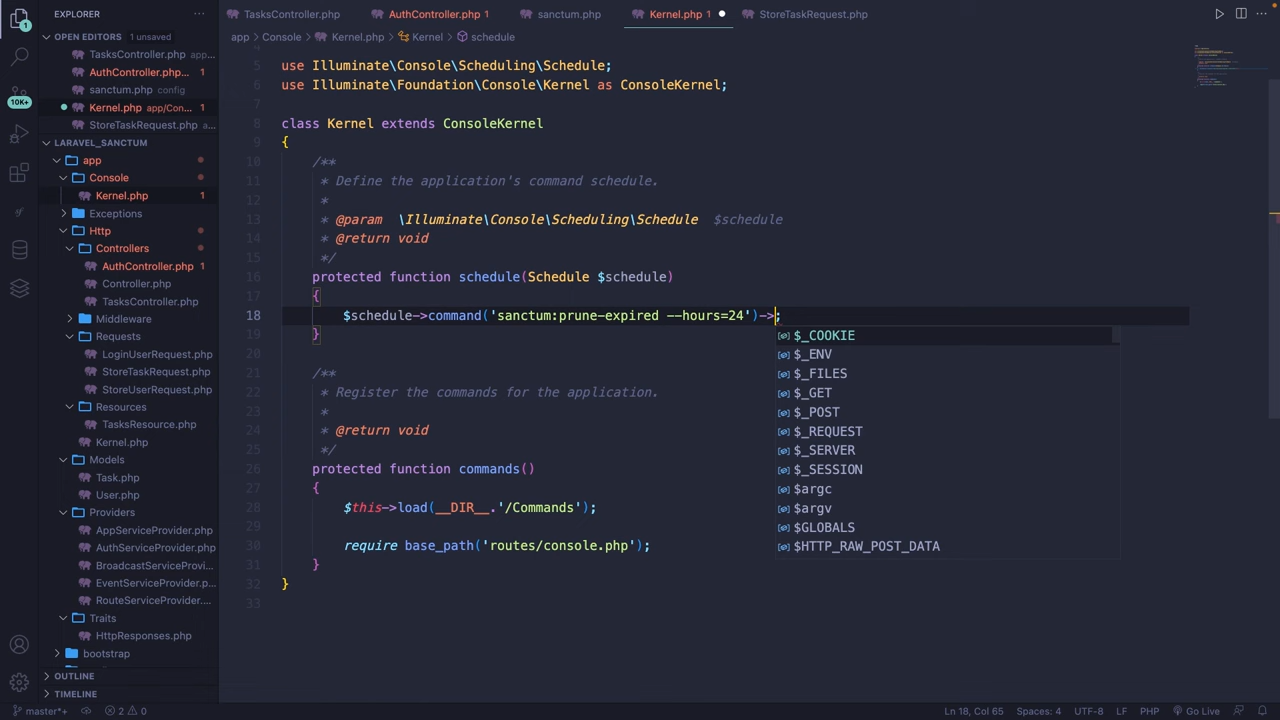 EXPLORER
···
TasksController.php
AuthController.php 1
sanctum.php
Kernel.php 1
StoreTaskRequest.php
···
OPEN EDITORS
1 unsaved
TasksController.php app...
AuthController.php... 1
sanctum.php config
Kernel.php app/Con... 1
StoreTaskRequest.php a...
10K+
1
LARAVEL_SANCTUM
app
Console
Kernel.php 1
Exceptions
Http
Controllers
AuthController.php 1
Controller.php
TasksController.php
Middleware
Requests
LoginUserRequest.php
StoreTaskRequest.php
StoreUserRequest.php
Resources
TasksResource.php
Kernel.php
Models
Task.php
User.php
Providers
AppServiceProvider.php
AuthServiceProvider.php
BroadcastServiceProvi...
EventServiceProvider.p...
RouteServiceProvider....
Traits
HttpResponses.php
bootstrap
OUTLINE
TIMELINE
app > Console > Kernel.php > Kernel > schedule
5 use Illuminate\Console\Scheduling\Schedule;
6 use Illuminate\Foundation\Console\Kernel as ConsoleKernel;
7
8 class Kernel extends ConsoleKernel
9 {
10 /**
11 * Define the application's command schedule.
12 *
13 * @param  \Illuminate\Console\Scheduling\Schedule  $schedule
14 * @return void
15 */
16 protected function schedule(Schedule $schedule)
17 {
18 $schedule->command('sanctum:prune-expired --hours=24')->;
19 }
20
21 /**
22 * Register the commands for the application.
23 *
24 * @return void
25 */
26 protected function commands()
27 {
28 $this->load(__DIR__.'/Commands');
29
30 require base_path('routes/console.php');
31 }
32 }
33
$_COOKIE
$_ENV
$_FILES
$_GET
$_POST
$_REQUEST
$_SERVER
$_SESSION
$argc
$argv
$GLOBALS
$HTTP_RAW_POST_DATA
master*+
2
0
Ln 18, Col 65
Spaces: 4
UTF-8
LF
PHP
Go Live